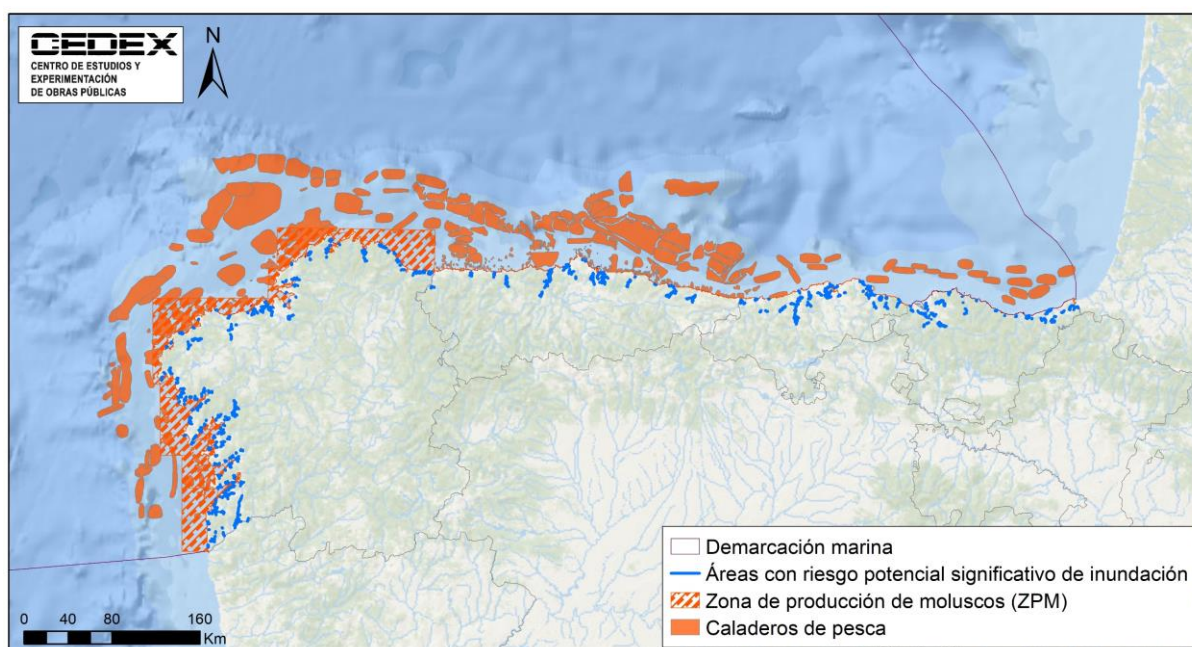 CEDEX
CENTRO DE ESTUDIOS Y
EXPERIMENTACIÓN
DE OBRAS PÚBLICAS
N
Demarcación marina
Áreas con riesgo potencial significativo de inundación
Zona de producción de moluscos (ZPM)
Caladeros de pesca
0 40 80 160
Km